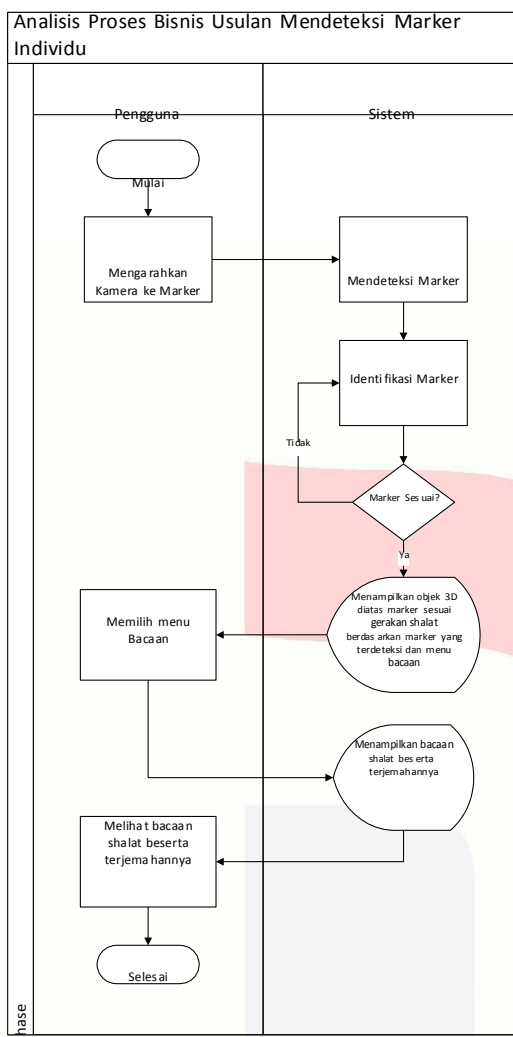 Analisis Proses Bisnis Usulan Mendeteksi Marker
Individu
Pengguna
Sistem
Mulai
Mengarahkan
Kamera ke Marker
Mendeteksi Marker
Identifikasi Marker
Tidak
Marker Sesuai?
Ya
Menampilkan objek 3D
diatas marker sesuai
gerakan shalat
berdasarkan marker yang
terdeteksi dan menu
bacaan
Memilih menu
Bacaan
Menampilkan bacaan
shalat beserta
terjemahannya
Melihat bacaan
shalat beserta
terjemahannya
Selesai
hase